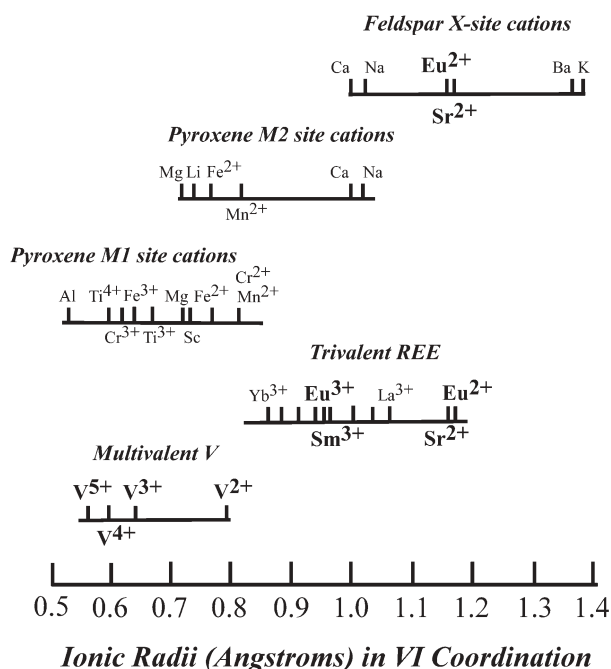 Feldspar X-site cations
Ca Na Eu2+ Ba K
Sr2+
Pyroxene M2 site cations
Mg Li Fe2+ Ca Na
Mn2+
Pyroxene M1 site cations
Cr2+
Al Ti4+ Fe3+ Mg Fe2+ Mn2+
Cr3+ Ti3+ Sc
Trivalent REE
Yb3+ Eu3+ La3+ Eu2+
Sm3+ Sr2+
Multivalent V
V5+ V3+ V2+
V4+
0.5 0.6 0.7 0.8 0.9 1.0 1.1 1.2 1.3 1.4
Ionic Radii (Angstroms) in VI Coordination